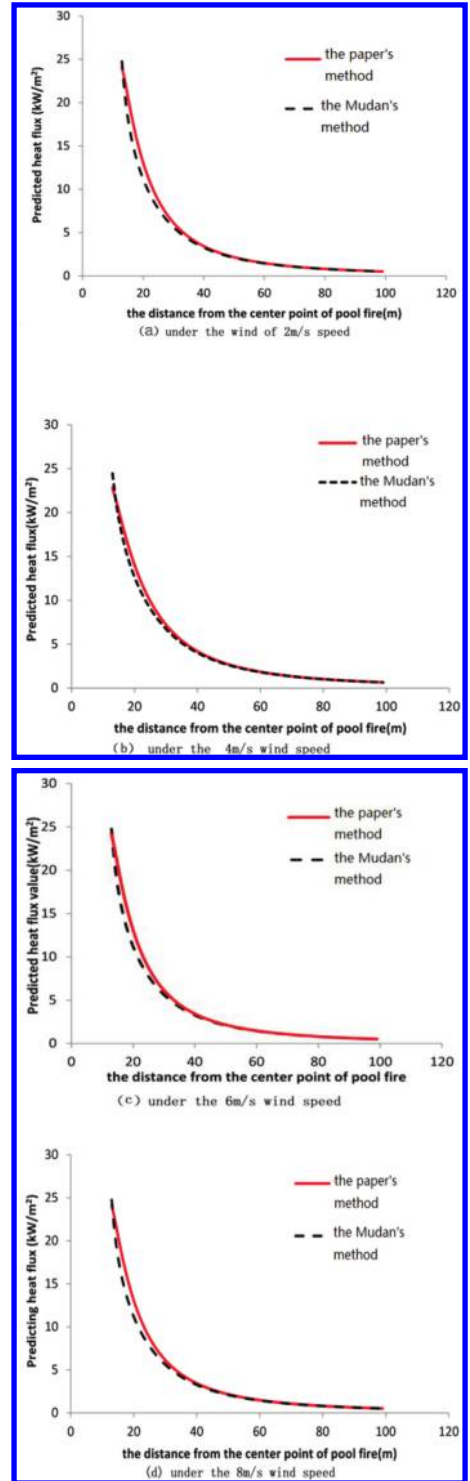 30
25
20
15
10
5
0
Predicted heat flux (kW/m²)
the paper's
method
the Mudan's
method
0 20 40 60 80 100 120
the distance from the center point of pool fire(m)
(a) under the wind of 2m/s speed
30
25
20
15
10
5
0
Predicted heat flux(kW/m²)
the paper's
method
the Mudan's
method
0 20 40 60 80 100 120
the distance from the center point of pool fire(m)
(b) under the 4m/s wind speed
30
25
20
15
10
5
0
Predicted heat flux value(kW/m²)
the paper's
method
the Mudan's
method
0 20 40 60 80 100 120
the distance from the center point of pool fire
(c) under the 6m/s wind speed
30
25
20
15
10
5
0
Predicting heat flux (kW/m²)
the paper's
method
the Mudan's
method
0 20 40 60 80 100 120
the distance from the center point of pool fire(m)
(d) under the 8m/s wind speed